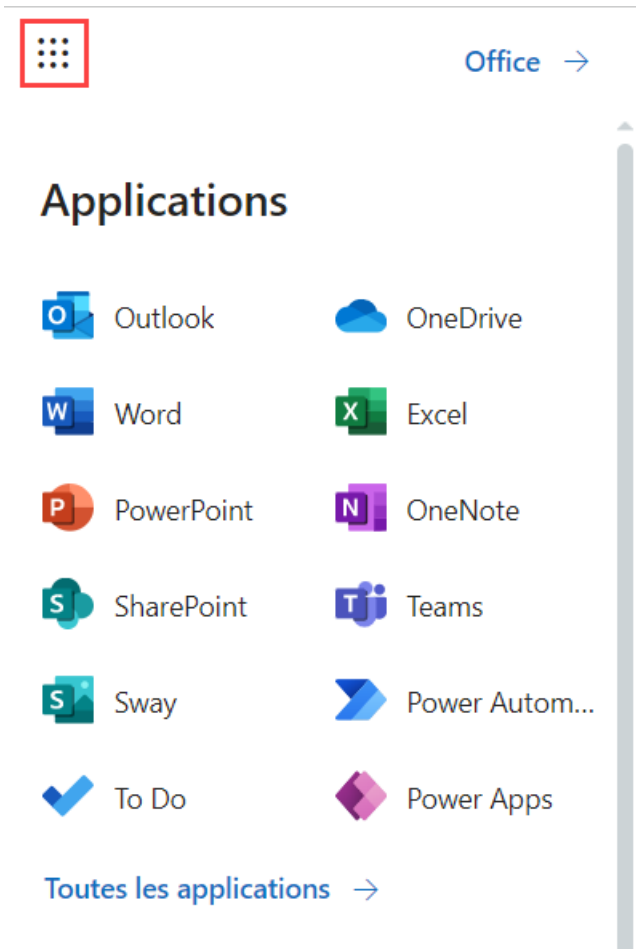 Office
Applications
Outlook OneDrive
Word Excel
PowerPoint OneNote
SharePoint Teams
Sway Power Autom...
To Do Power Apps
Toutes les applications